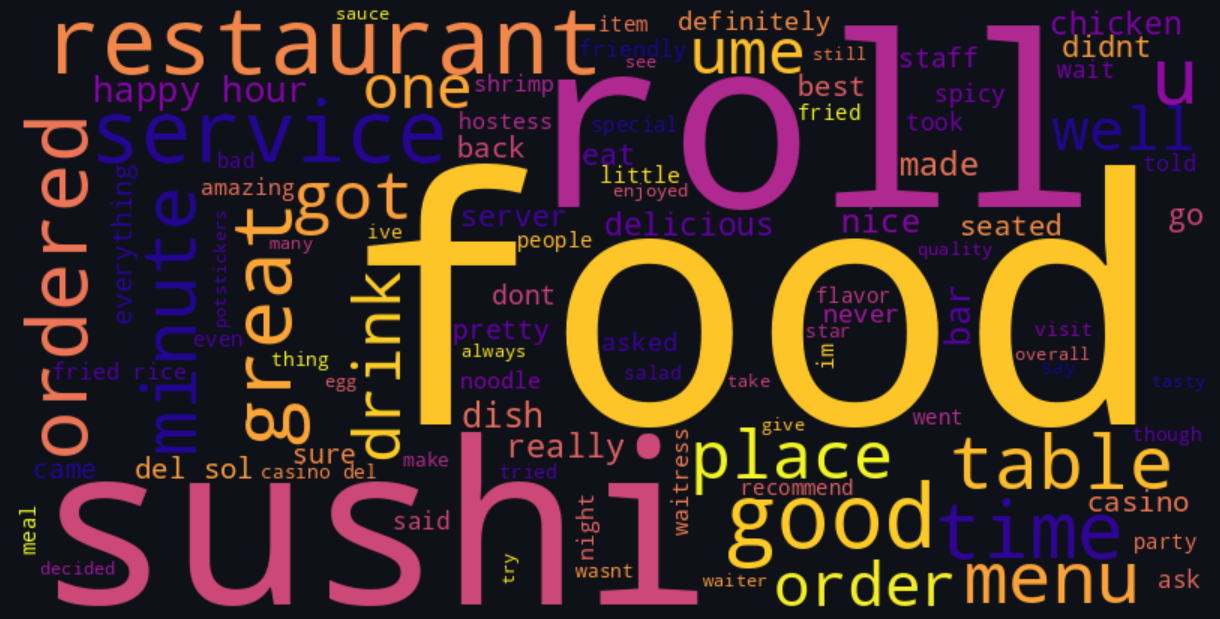 sauce
restaurant
item
definitely
chicken
friendly
see
ume
still
staff
didnt
wait
u
happy hour
one
shrimp
roll
best
spicy
fried
took
well
told
ordered
service
hostess
special
back
eat
made
bad
everything
minute
amazing
got
little
enjoyed
food
great
server
delicious
nice
seated
go
potstickers
many
ive
people
quality
drink
dont
flavor
never
star
bar
visit
even
pretty
asked
im
overall
say
thing
always
fried rice
egg
noodle
salad
take
tasty
dish
went
give
though
sure
really
waitress
place
table
came
del sol
casino del
make
tried
recommend
casino
sushi
said
night
good
time
party
meal
decided
try
wasnt
waiter
order
menu
ask